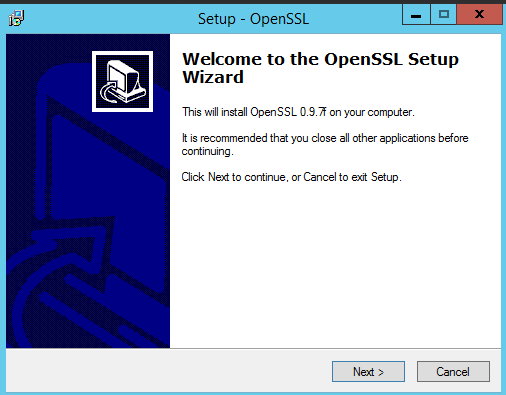 Setup - OpenSSL
Welcome to the OpenSSL Setup
Wizard
This will install OpenSSL 0.9.7f on your computer.
It is recommended that you close all other applications before
continuing.
Click Next to continue, or Cancel to exit Setup.
Next >
Cancel